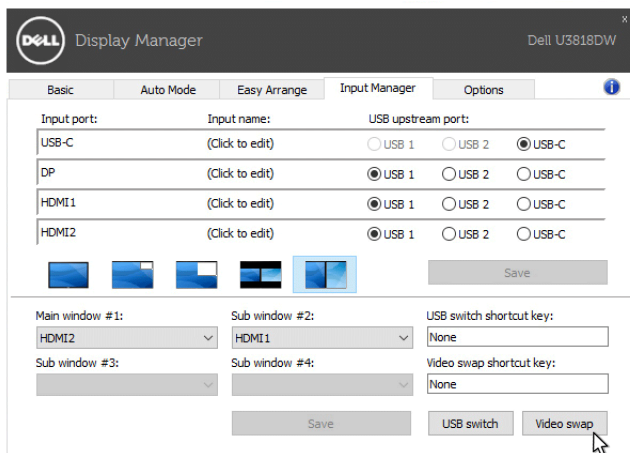 DELL Display Manager Dell U3818DW
x
Basic Auto Mode Easy Arrange Input Manager Options i
Input port: Input name: USB upstream port:
USB-C (Click to edit) USB 1 USB 2 USB-C
DP (Click to edit) USB 1 USB 2 USB-C
HDMI1 (Click to edit) USB 1 USB 2 USB-C
HDMI2 (Click to edit) USB 1 USB 2 USB-C
Save
Main window #1: Sub window #2: USB switch shortcut key:
HDMI2 HDMI1 None
Sub window #3: Sub window #4: Video swap shortcut key:
None
Save USB switch Video swap